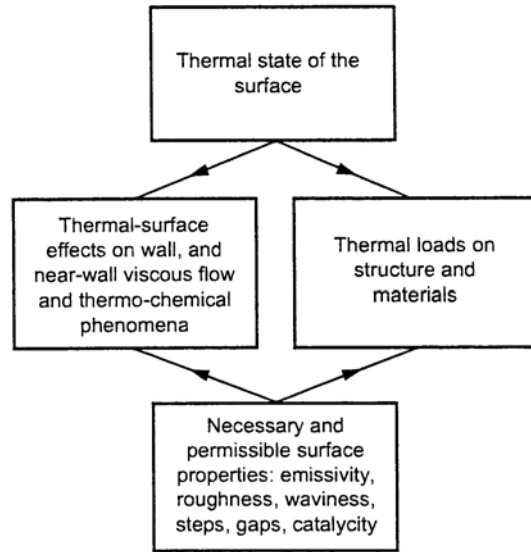 Thermal state of the
surface
Thermal-surface
effects on wall, and
near-wall viscous flow
and thermo-chemical
phenomena
Thermal loads on
structure and
materials
Necessary and
permissible surface
properties: emissivity,
roughness, waviness,
steps, gaps, catalycity